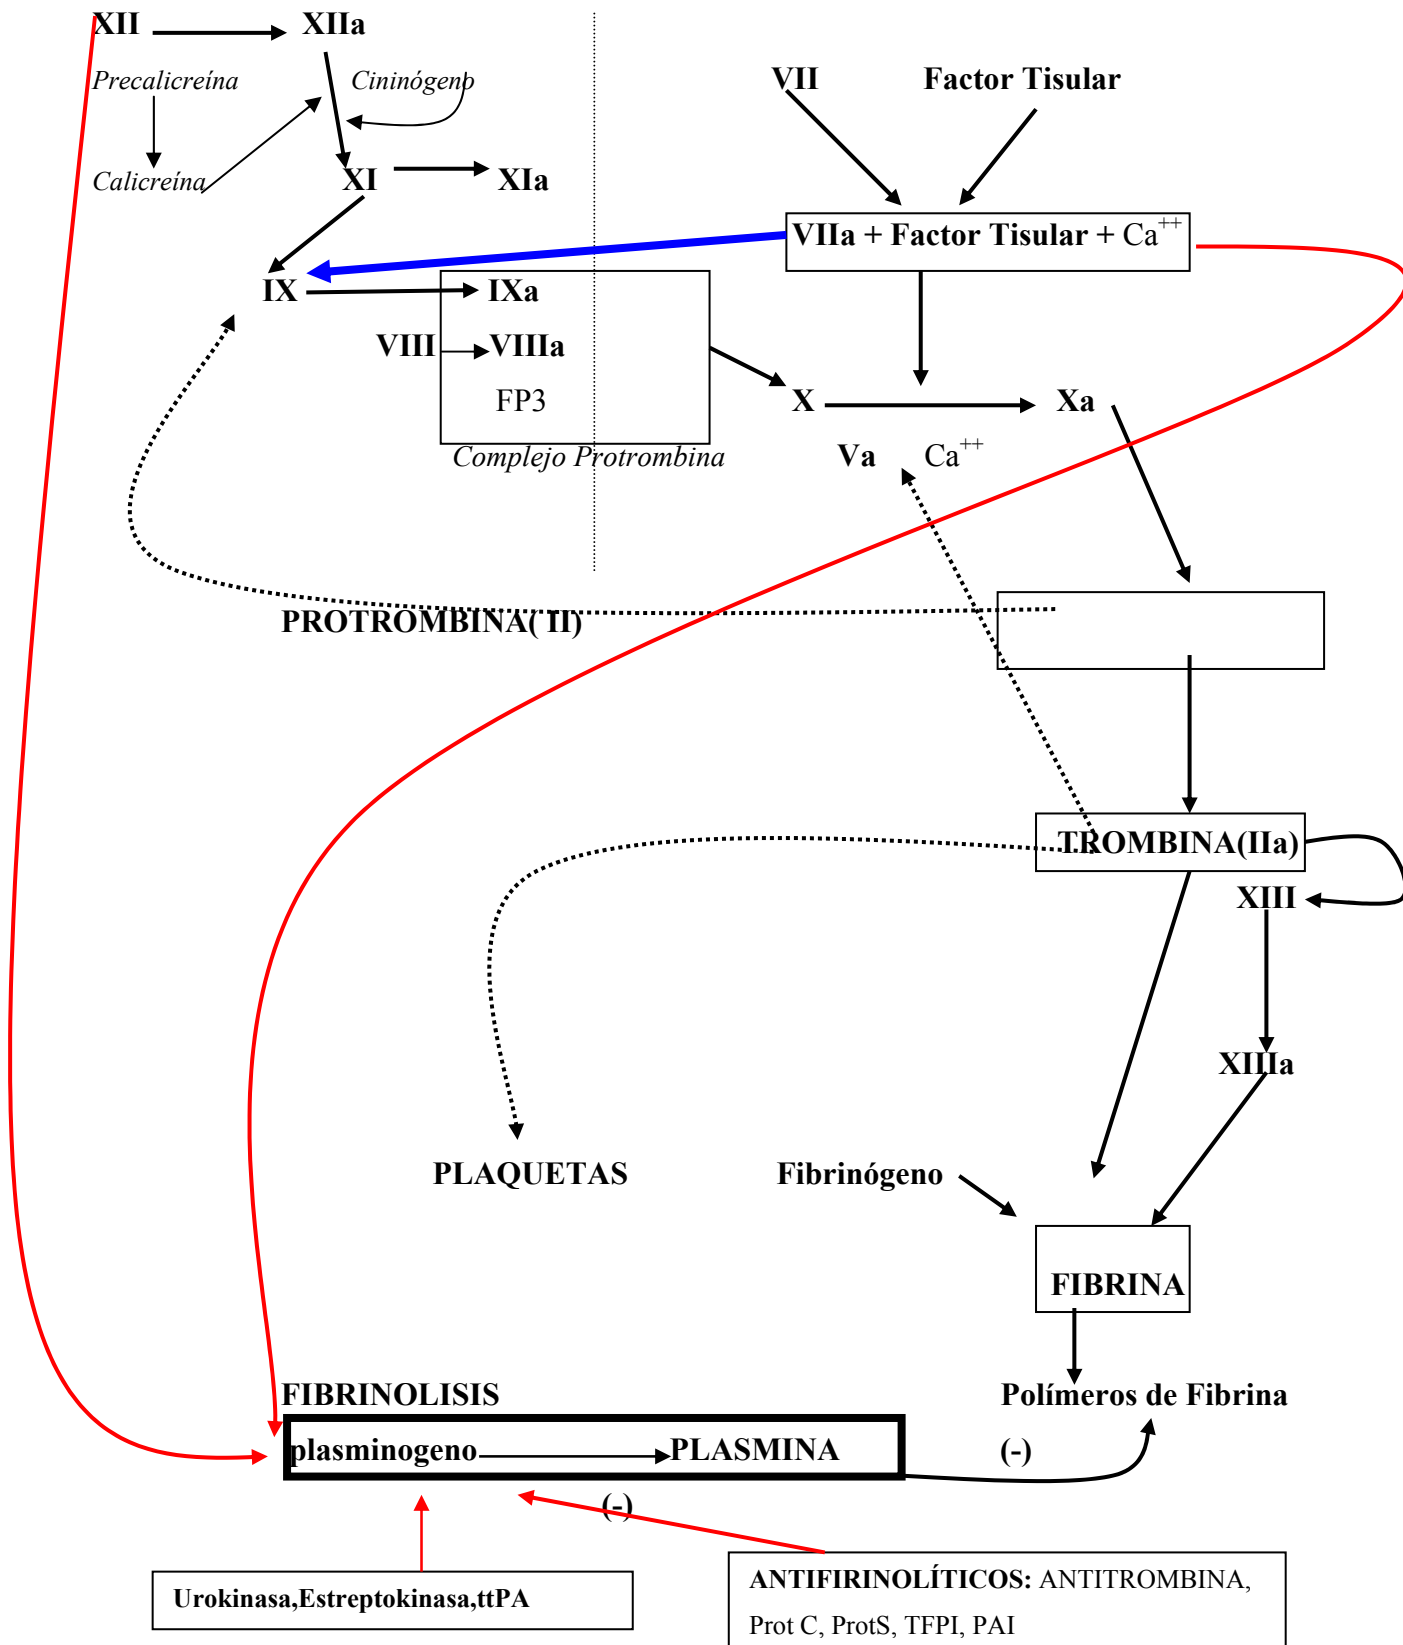 XII XIIa
Precalicreína Cininógeno VII Factor Tisular
Calicreína XI XIa
VIIa + Factor Tisular + Ca++
IX IXa
VIII VIIIa
FP3 X Xa
Complejo Protrombina Va Ca++
PROTROMBINA( II)
TROMBINA(IIa)
XIII
XIIIa
PLAQUETAS Fibrinógeno
FIBRINA
FIBRINOLISIS Polímeros de Fibrina
plasminogeno PLASMINA (-)
(-)
Urokinasa,Estreptokinasa,ttPA
ANTIFIRINOLÍTICOS: ANTITROMBINA,
Prot C, ProtS, TFPI, PAI